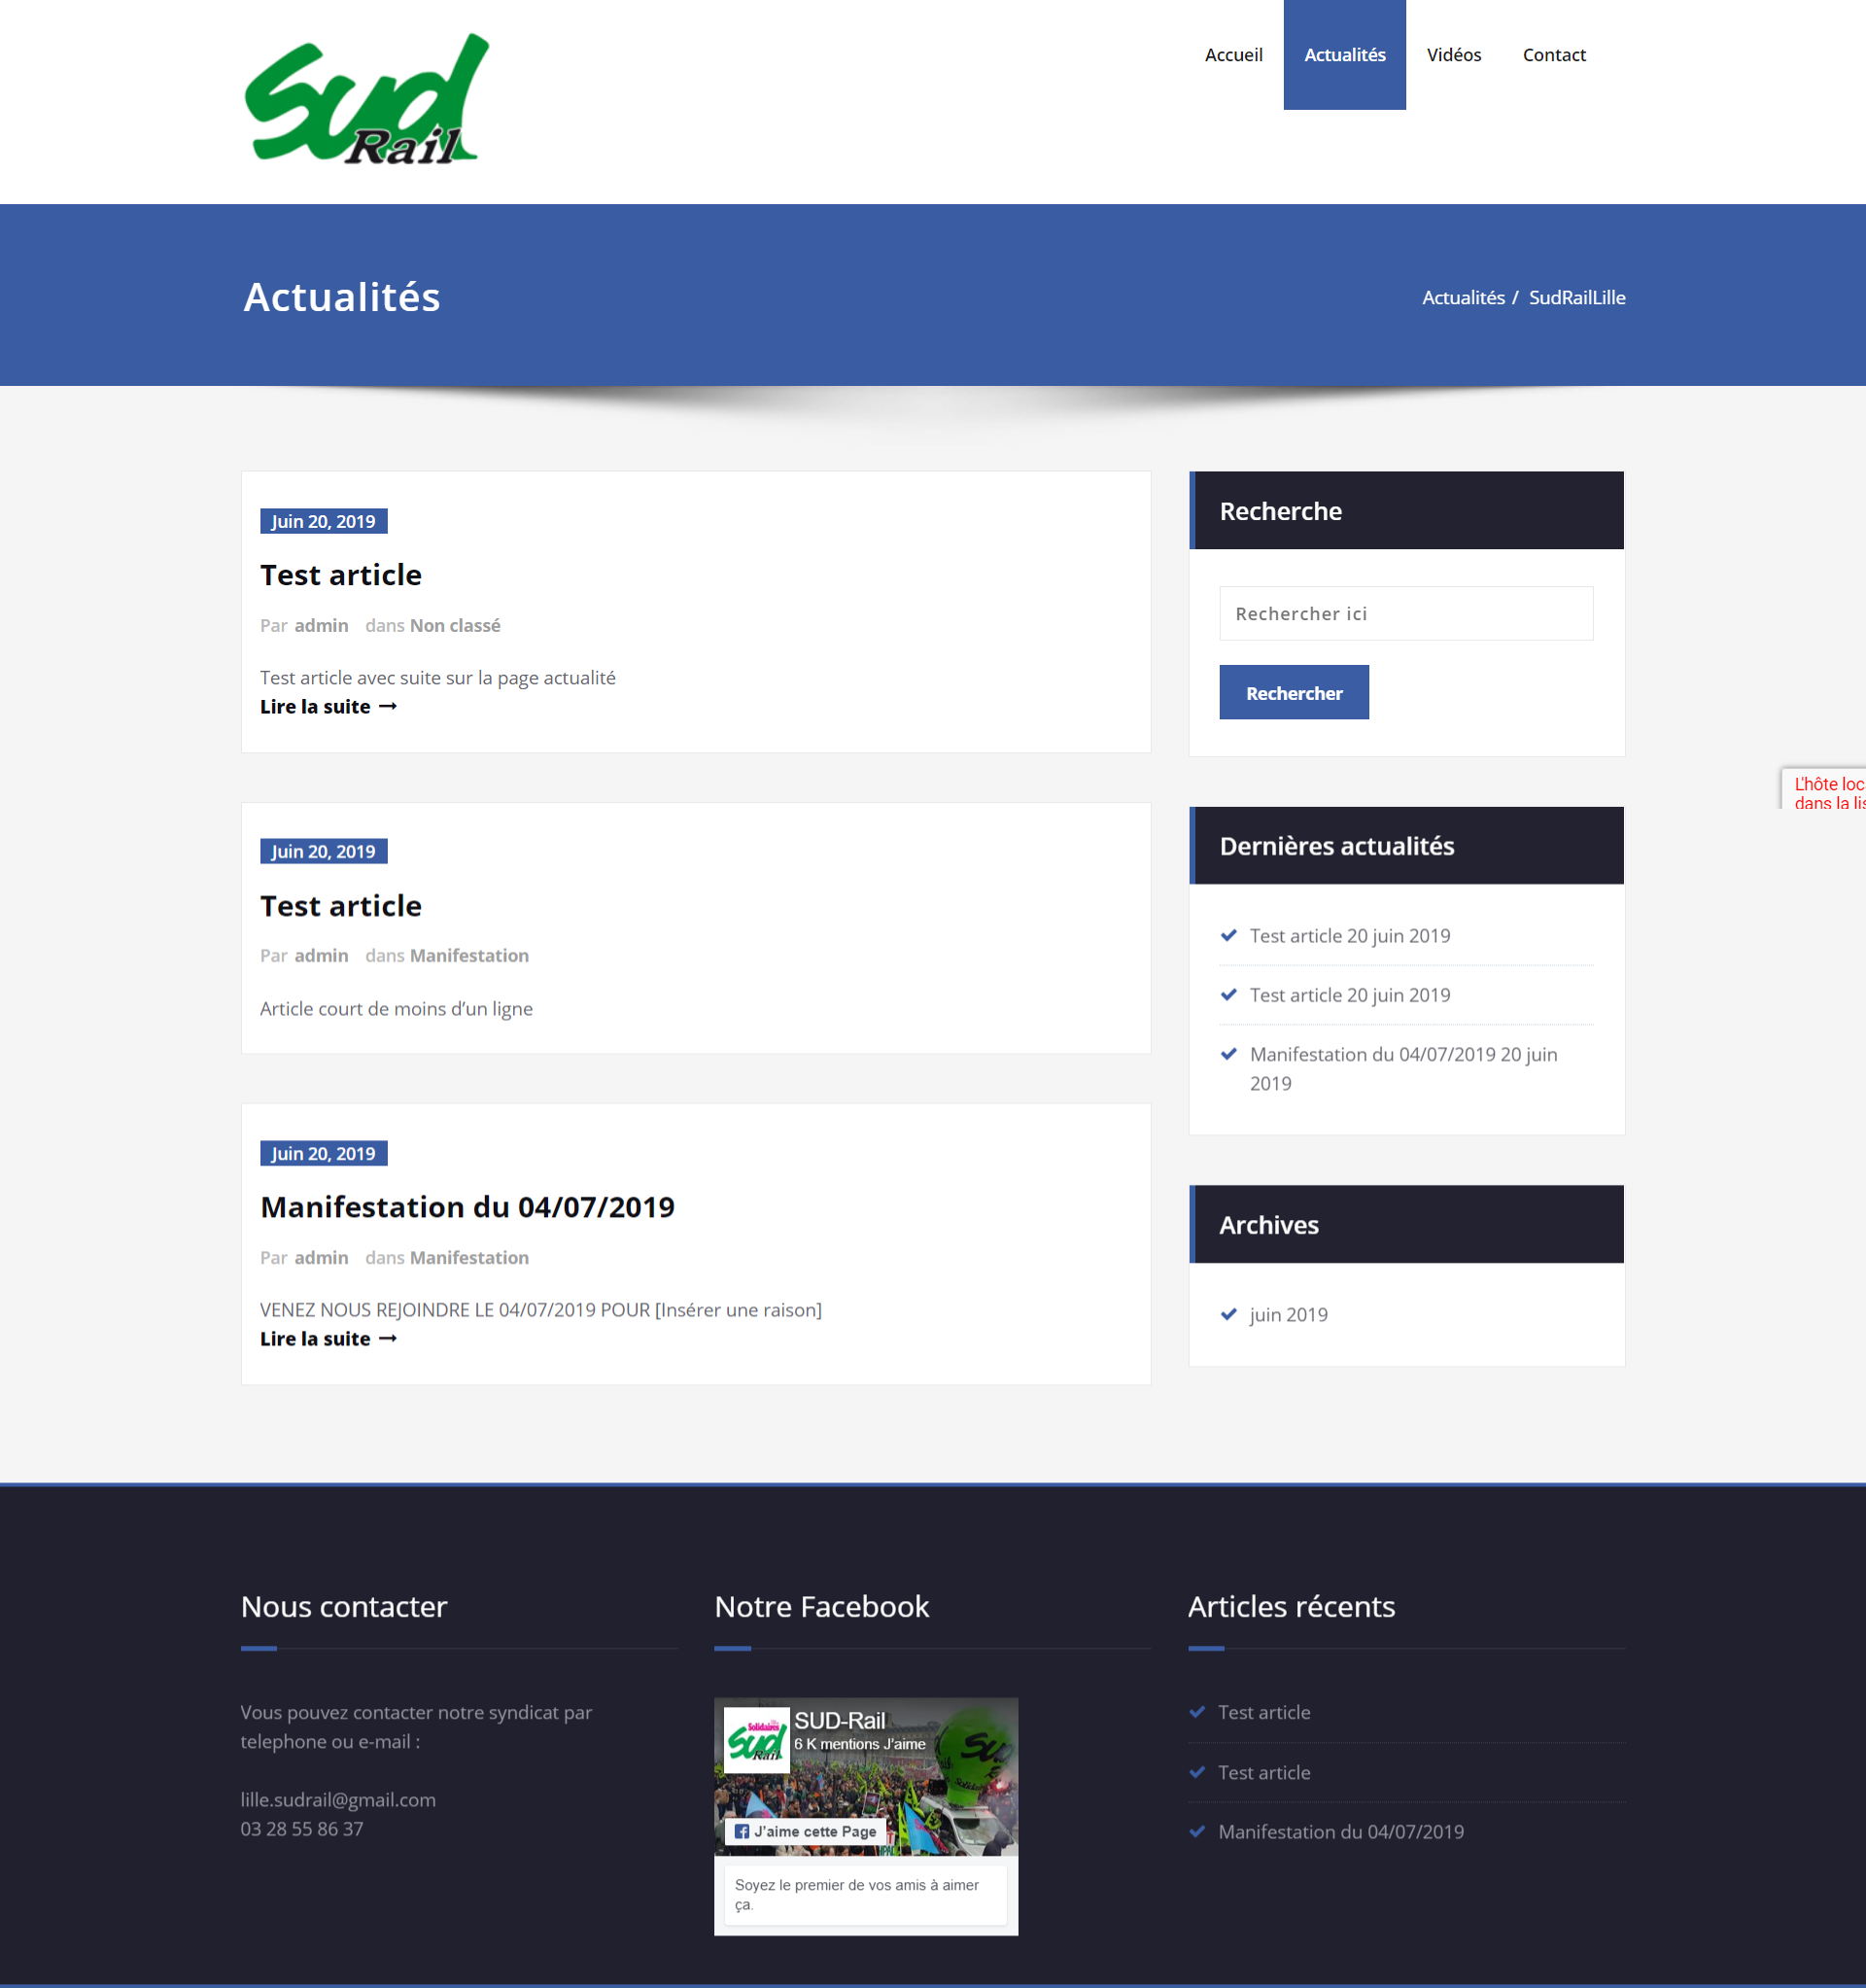 Sud
Rail
Accueil
Actualités
Vidéos
Contact
Actualités
Actualités / SudRailLille
Juin 20, 2019
Test article
Par admin dans Non classé
Test article avec suite sur la page actualité
Lire la suite →
Juin 20, 2019
Test article
Par admin dans Manifestation
Article court de moins d’un ligne
Juin 20, 2019
Manifestation du 04/07/2019
Par admin dans Manifestation
VENEZ NOUS REJOINDRE LE 04/07/2019 POUR [Insérer une raison]
Lire la suite →
Recherche
Rechercher ici
Rechercher
L'hôte loc
dans la lis
Dernières actualités
Test article 20 juin 2019
Test article 20 juin 2019
Manifestation du 04/07/2019 20 juin
2019
Archives
juin 2019
Nous contacter
Vous pouvez contacter notre syndicat par
telephone ou e-mail :
lille.sudrail@gmail.com
03 28 55 86 37
Notre Facebook
Solidaires
Sud
Rail
SUD-Rail
6 K mentions J’aime
J’aime cette Page
Soyez le premier de vos amis à aimer
ça.
Articles récents
Test article
Test article
Manifestation du 04/07/2019